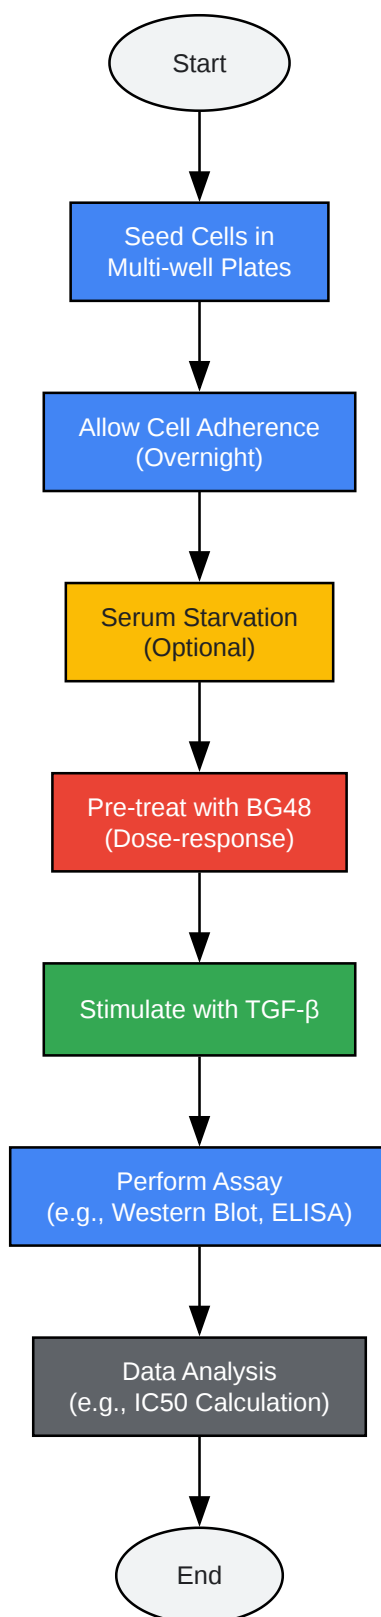 Start
Seed Cells in
Multi-well Plates
Allow Cell Adherence
(Overnight)
Serum Starvation
(Optional)
Pre-treat with BG48
(Dose-response)
Stimulate with TGF-β
Perform Assay
(e.g., Western Blot, ELISA)
Data Analysis
(e.g., IC50 Calculation)
End